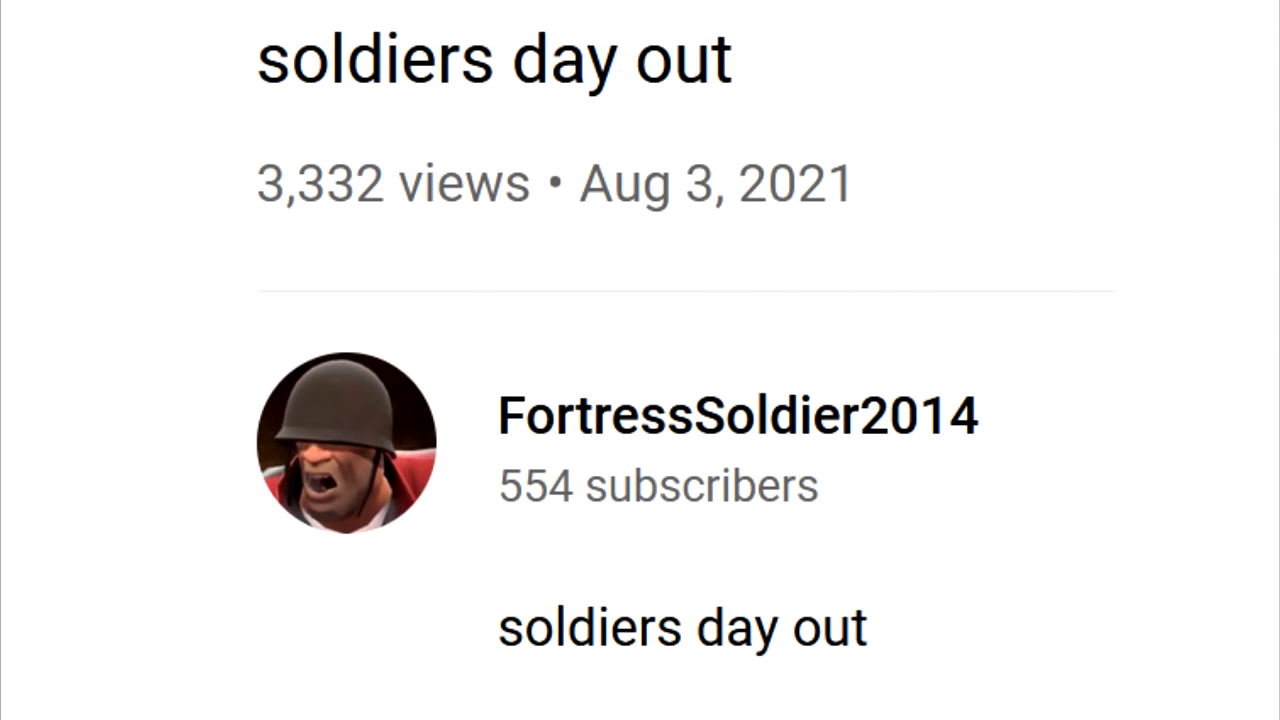 soldiers day out
3,332 views • Aug 3, 2021
FortressSoldier2014
554 subscribers
soldiers day out